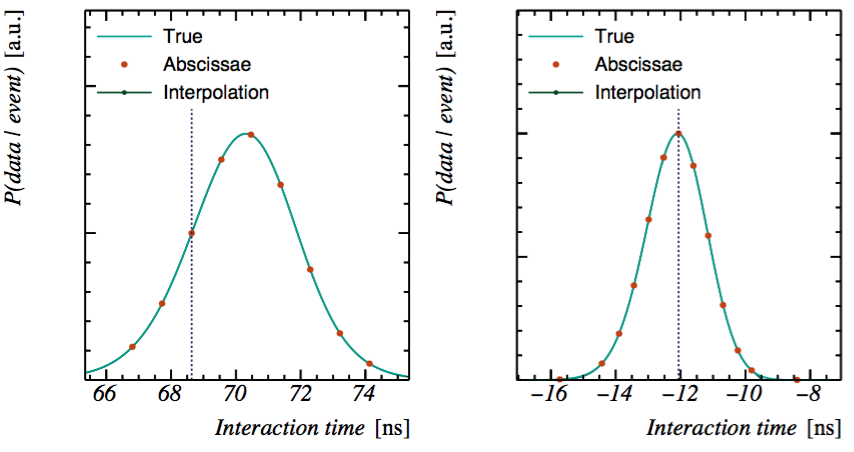 P(data | event) [a.u.]
True
Abscissae
Interpolation
66 68 70 72 74
Interaction time [ns]
P(data | event) [a.u.]
True
Abscissae
Interpolation
−16 −14 −12 −10 −8
Interaction time [ns]